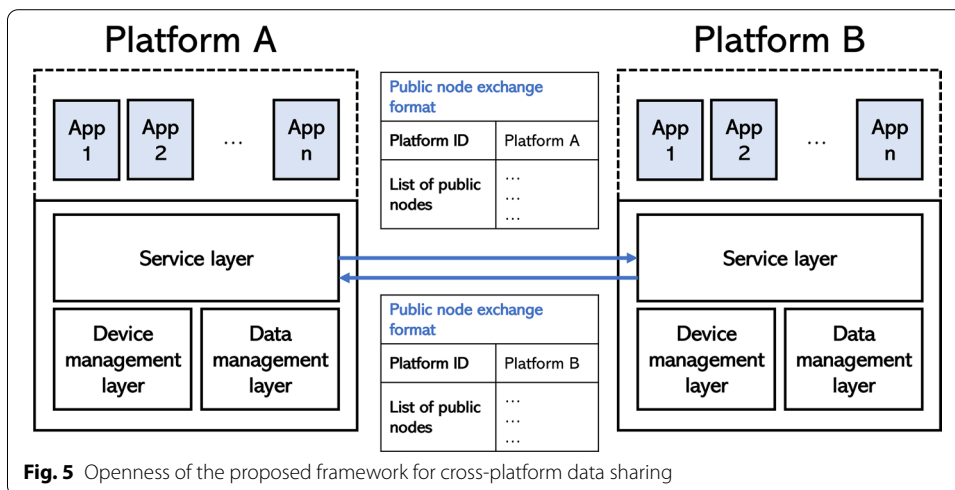 Platform A
App
1
App
2
...
App
n
Service layer
Device
management
layer
Data
management
layer
Public node exchange
format
Platform ID
Platform A
List of public
nodes
...
...
...
Public node exchange
format
Platform ID
Platform B
List of public
nodes
...
...
...
Platform B
App
1
App
2
...
App
n
Service layer
Device
management
layer
Data
management
layer
Fig. 5 Openness of the proposed framework for cross-platform data sharing